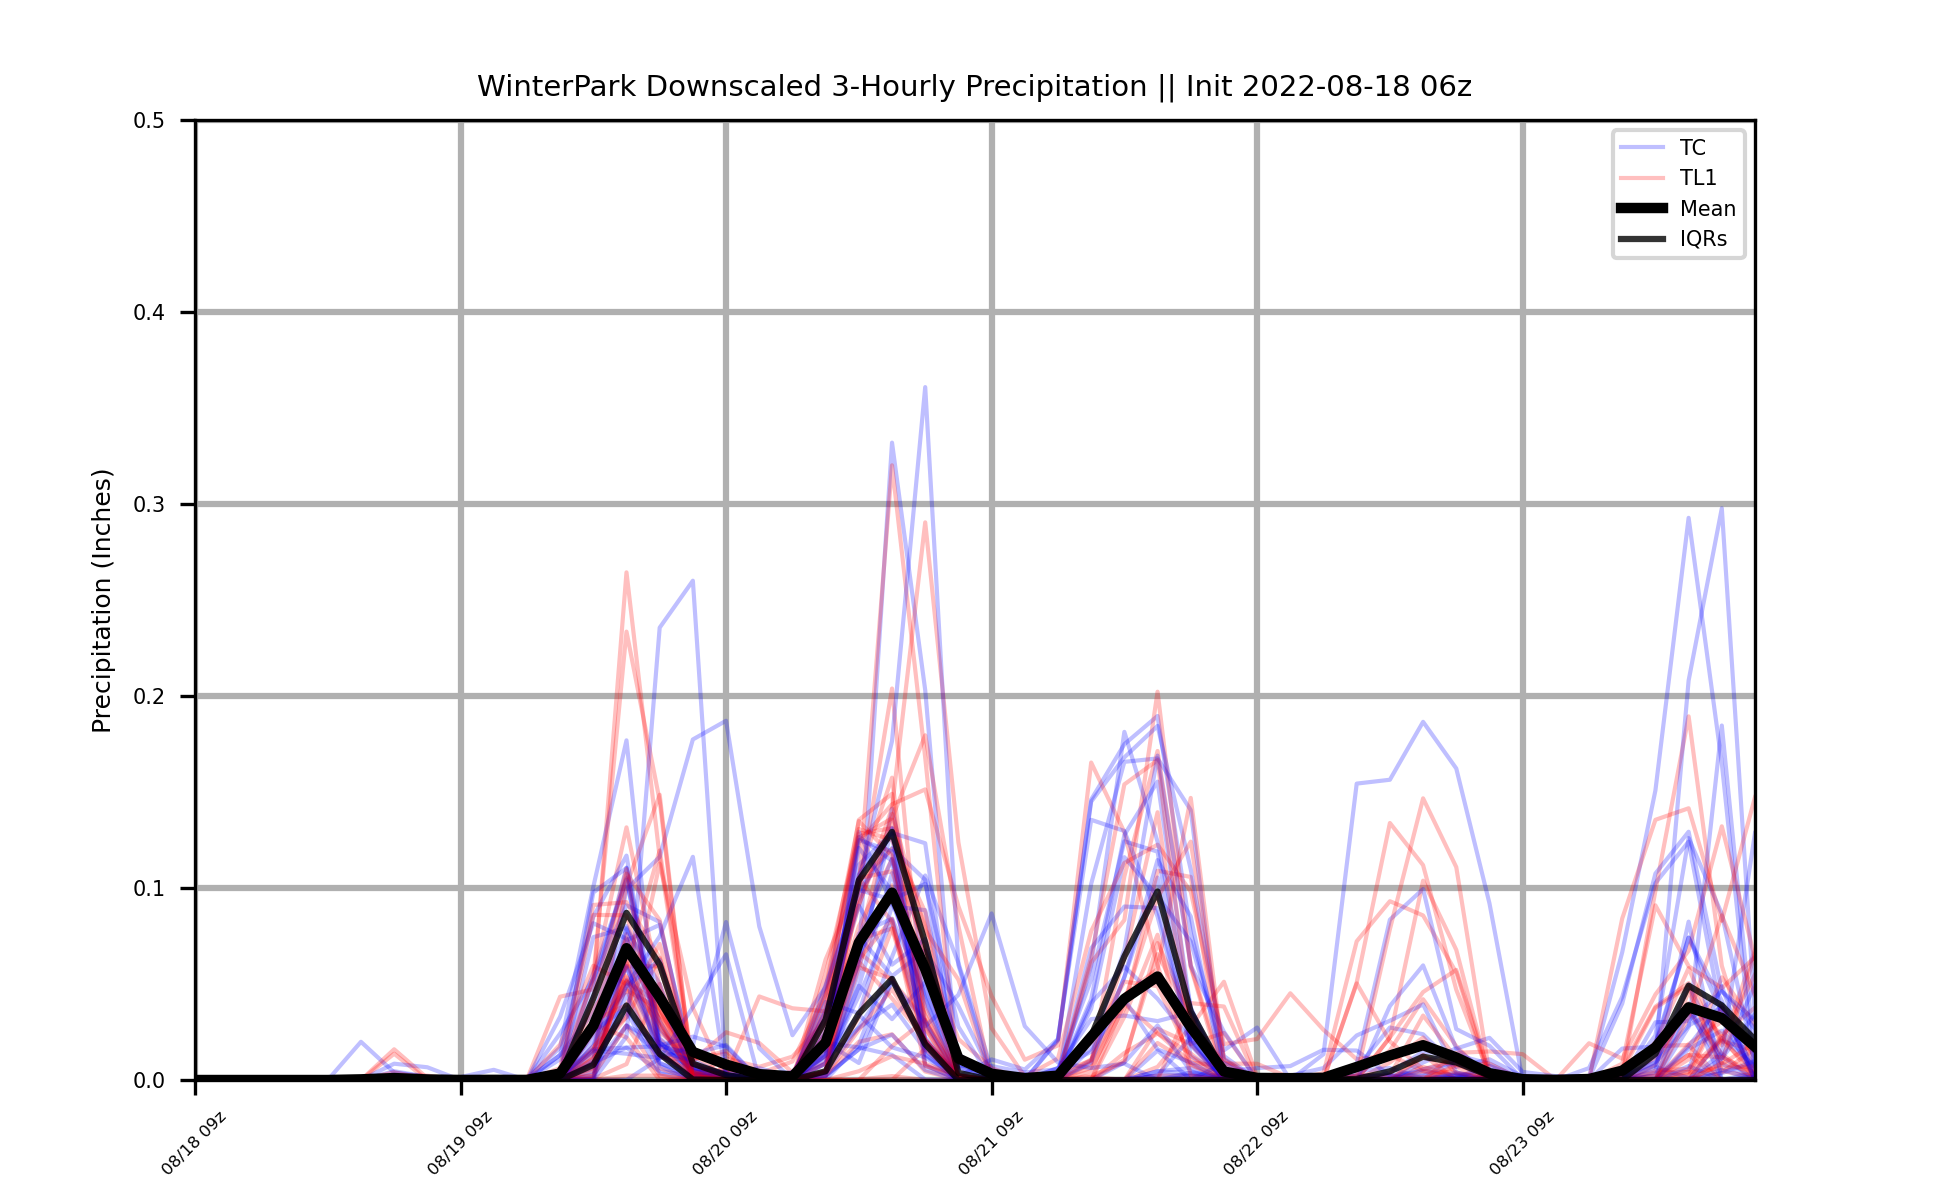 WinterPark Downscaled 3-Hourly Precipitation || Init 2022-08-18 06z
TC
TL1
Mean
IQRs
Precipitation (Inches)
0.5
0.4
0.3
0.2
0.1
0.0
08/18 09z
08/19 09z
08/20 09z
08/21 09z
08/22 09z
08/23 09z